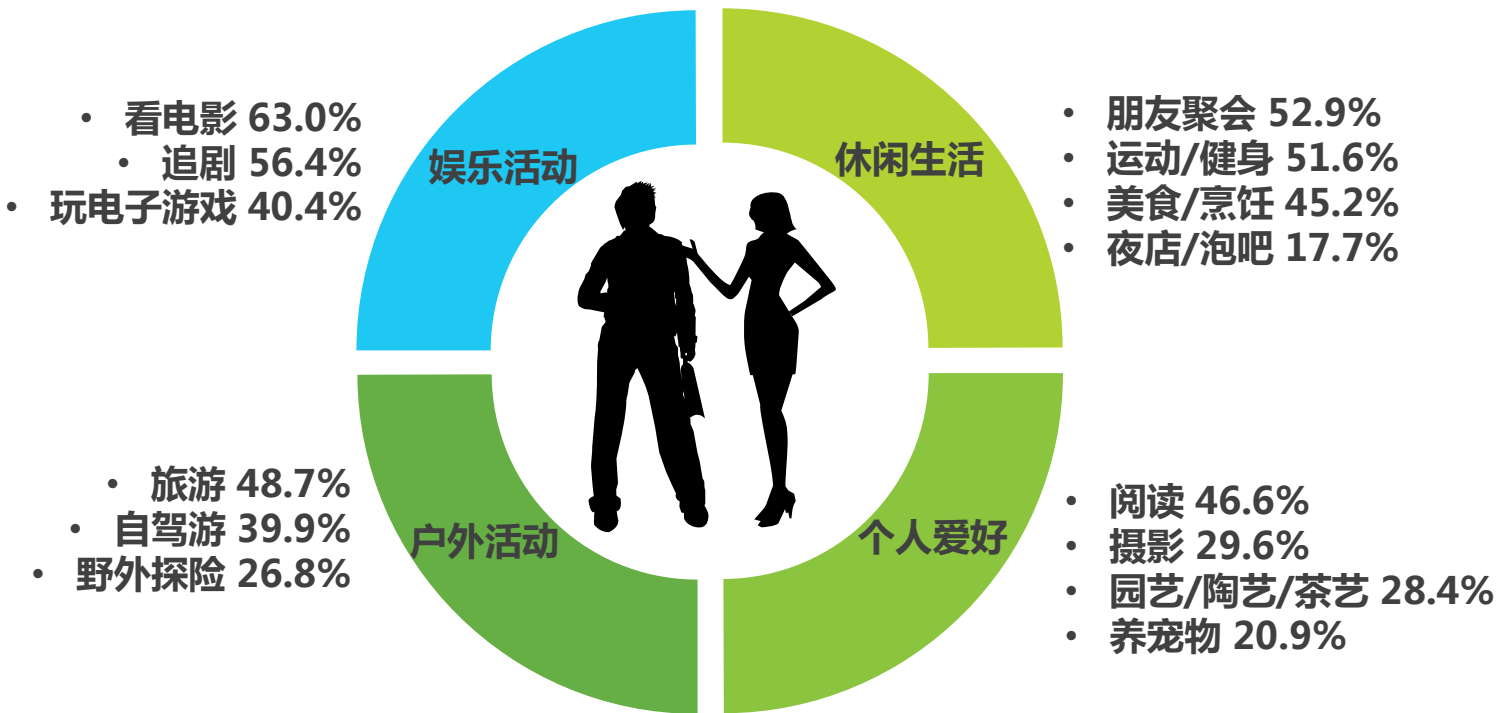 • 看电影 63.0%
• 追剧 56.4%
• 玩电子游戏 40.4%
娱乐活动
休闲生活
• 朋友聚会 52.9%
• 运动/健身 51.6%
• 美食/烹饪 45.2%
• 夜店/泡吧 17.7%
• 旅游 48.7%
• 自驾游 39.9%
• 野外探险 26.8%
户外活动
个人爱好
• 阅读 46.6%
• 摄影 29.6%
• 园艺/陶艺/茶艺 28.4%
• 养宠物 20.9%